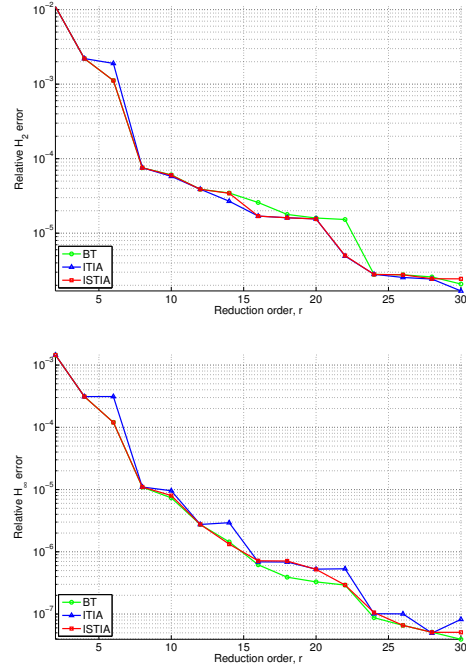 10⁻²
10⁻³
10⁻⁴
10⁻⁵
Relative H₂ error
BT
ITIA
ISTIA
5 10 15 20 25 30
Reduction order, r
10⁻³
10⁻⁴
10⁻⁵
10⁻⁶
10⁻⁷
Relative H∞ error
BT
ITIA
ISTIA
5 10 15 20 25 30
Reduction order, r